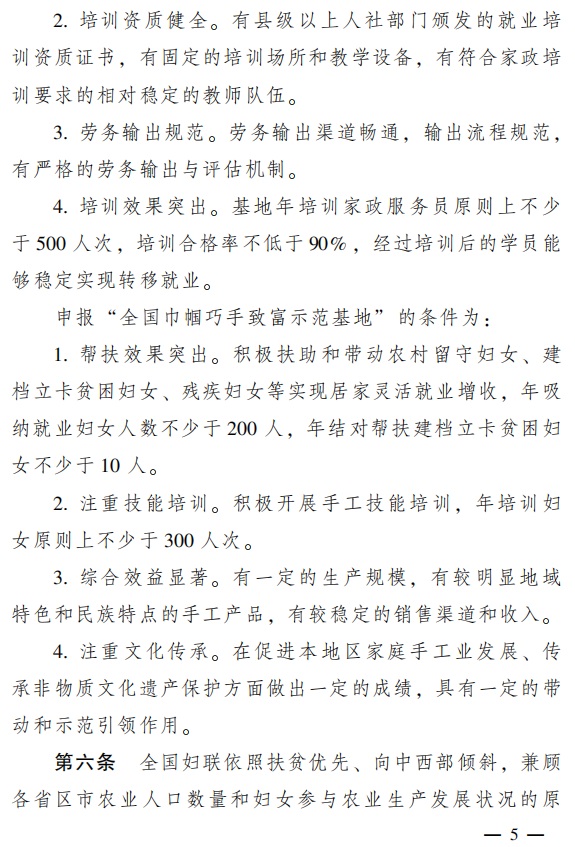 2. 培训资质健全。有县级以上人社部门颁发的就业培
训资质证书，有固定的培训场所和教学设备，有符合家政培
训要求的相对稳定的教师队伍。
3. 劳务输出规范。劳务输出渠道畅通，输出流程规范，
有严格的劳务输出与评估机制。
4. 培训效果突出。基地年培训家政服务员原则上不少
于 500 人次，培训合格率不低于 90%，经过培训后的学员能
够稳定实现转移就业。
申报“全国巾帼巧手致富示范基地”的条件为：
1. 帮扶效果突出。积极扶助和带动农村留守妇女、建
档立卡贫困妇女、残疾妇女等实现居家灵活就业增收，年吸
纳就业妇女人数不少于 200 人，年结对帮扶建档立卡贫困妇
女不少于 10 人。
2. 注重技能培训。积极开展手工技能培训，年培训妇
女原则上不少于 300 人次。
3. 综合效益显著。有一定的生产规模，有较明显地域
特色和民族特点的手工产品，有较稳定的销售渠道和收入。
4. 注重文化传承。在促进本地区家庭手工业发展、传
承非物质文化遗产保护方面做出一定的成绩，具有一定的带
动和示范引领作用。
第六条 全国妇联依照扶贫优先、向中西部倾斜，兼顾
各省区市农业人口数量和妇女参与农业生产发展状况的原
— 5 —